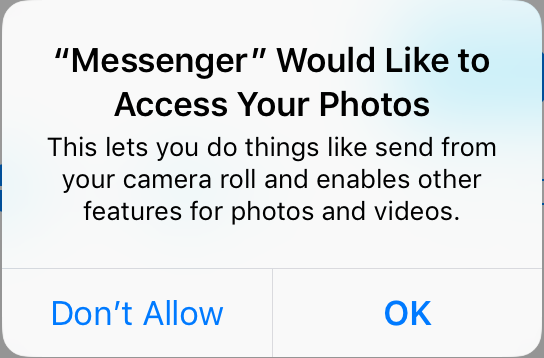 “Messenger” Would Like to
Access Your Photos
This lets you do things like send from
your camera roll and enables other
features for photos and videos.
Don’t Allow
OK